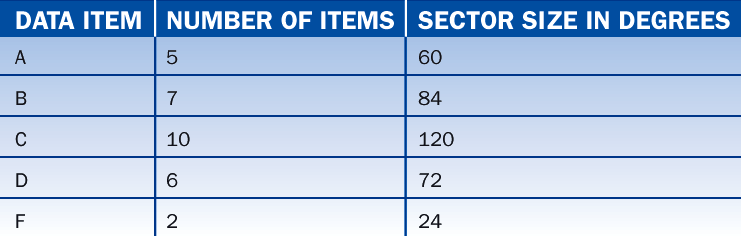 DATA ITEM NUMBER OF ITEMS SECTOR SIZE IN DEGREES
A 5 60
B 7 84
C 10 120
D 6 72
F 2 24